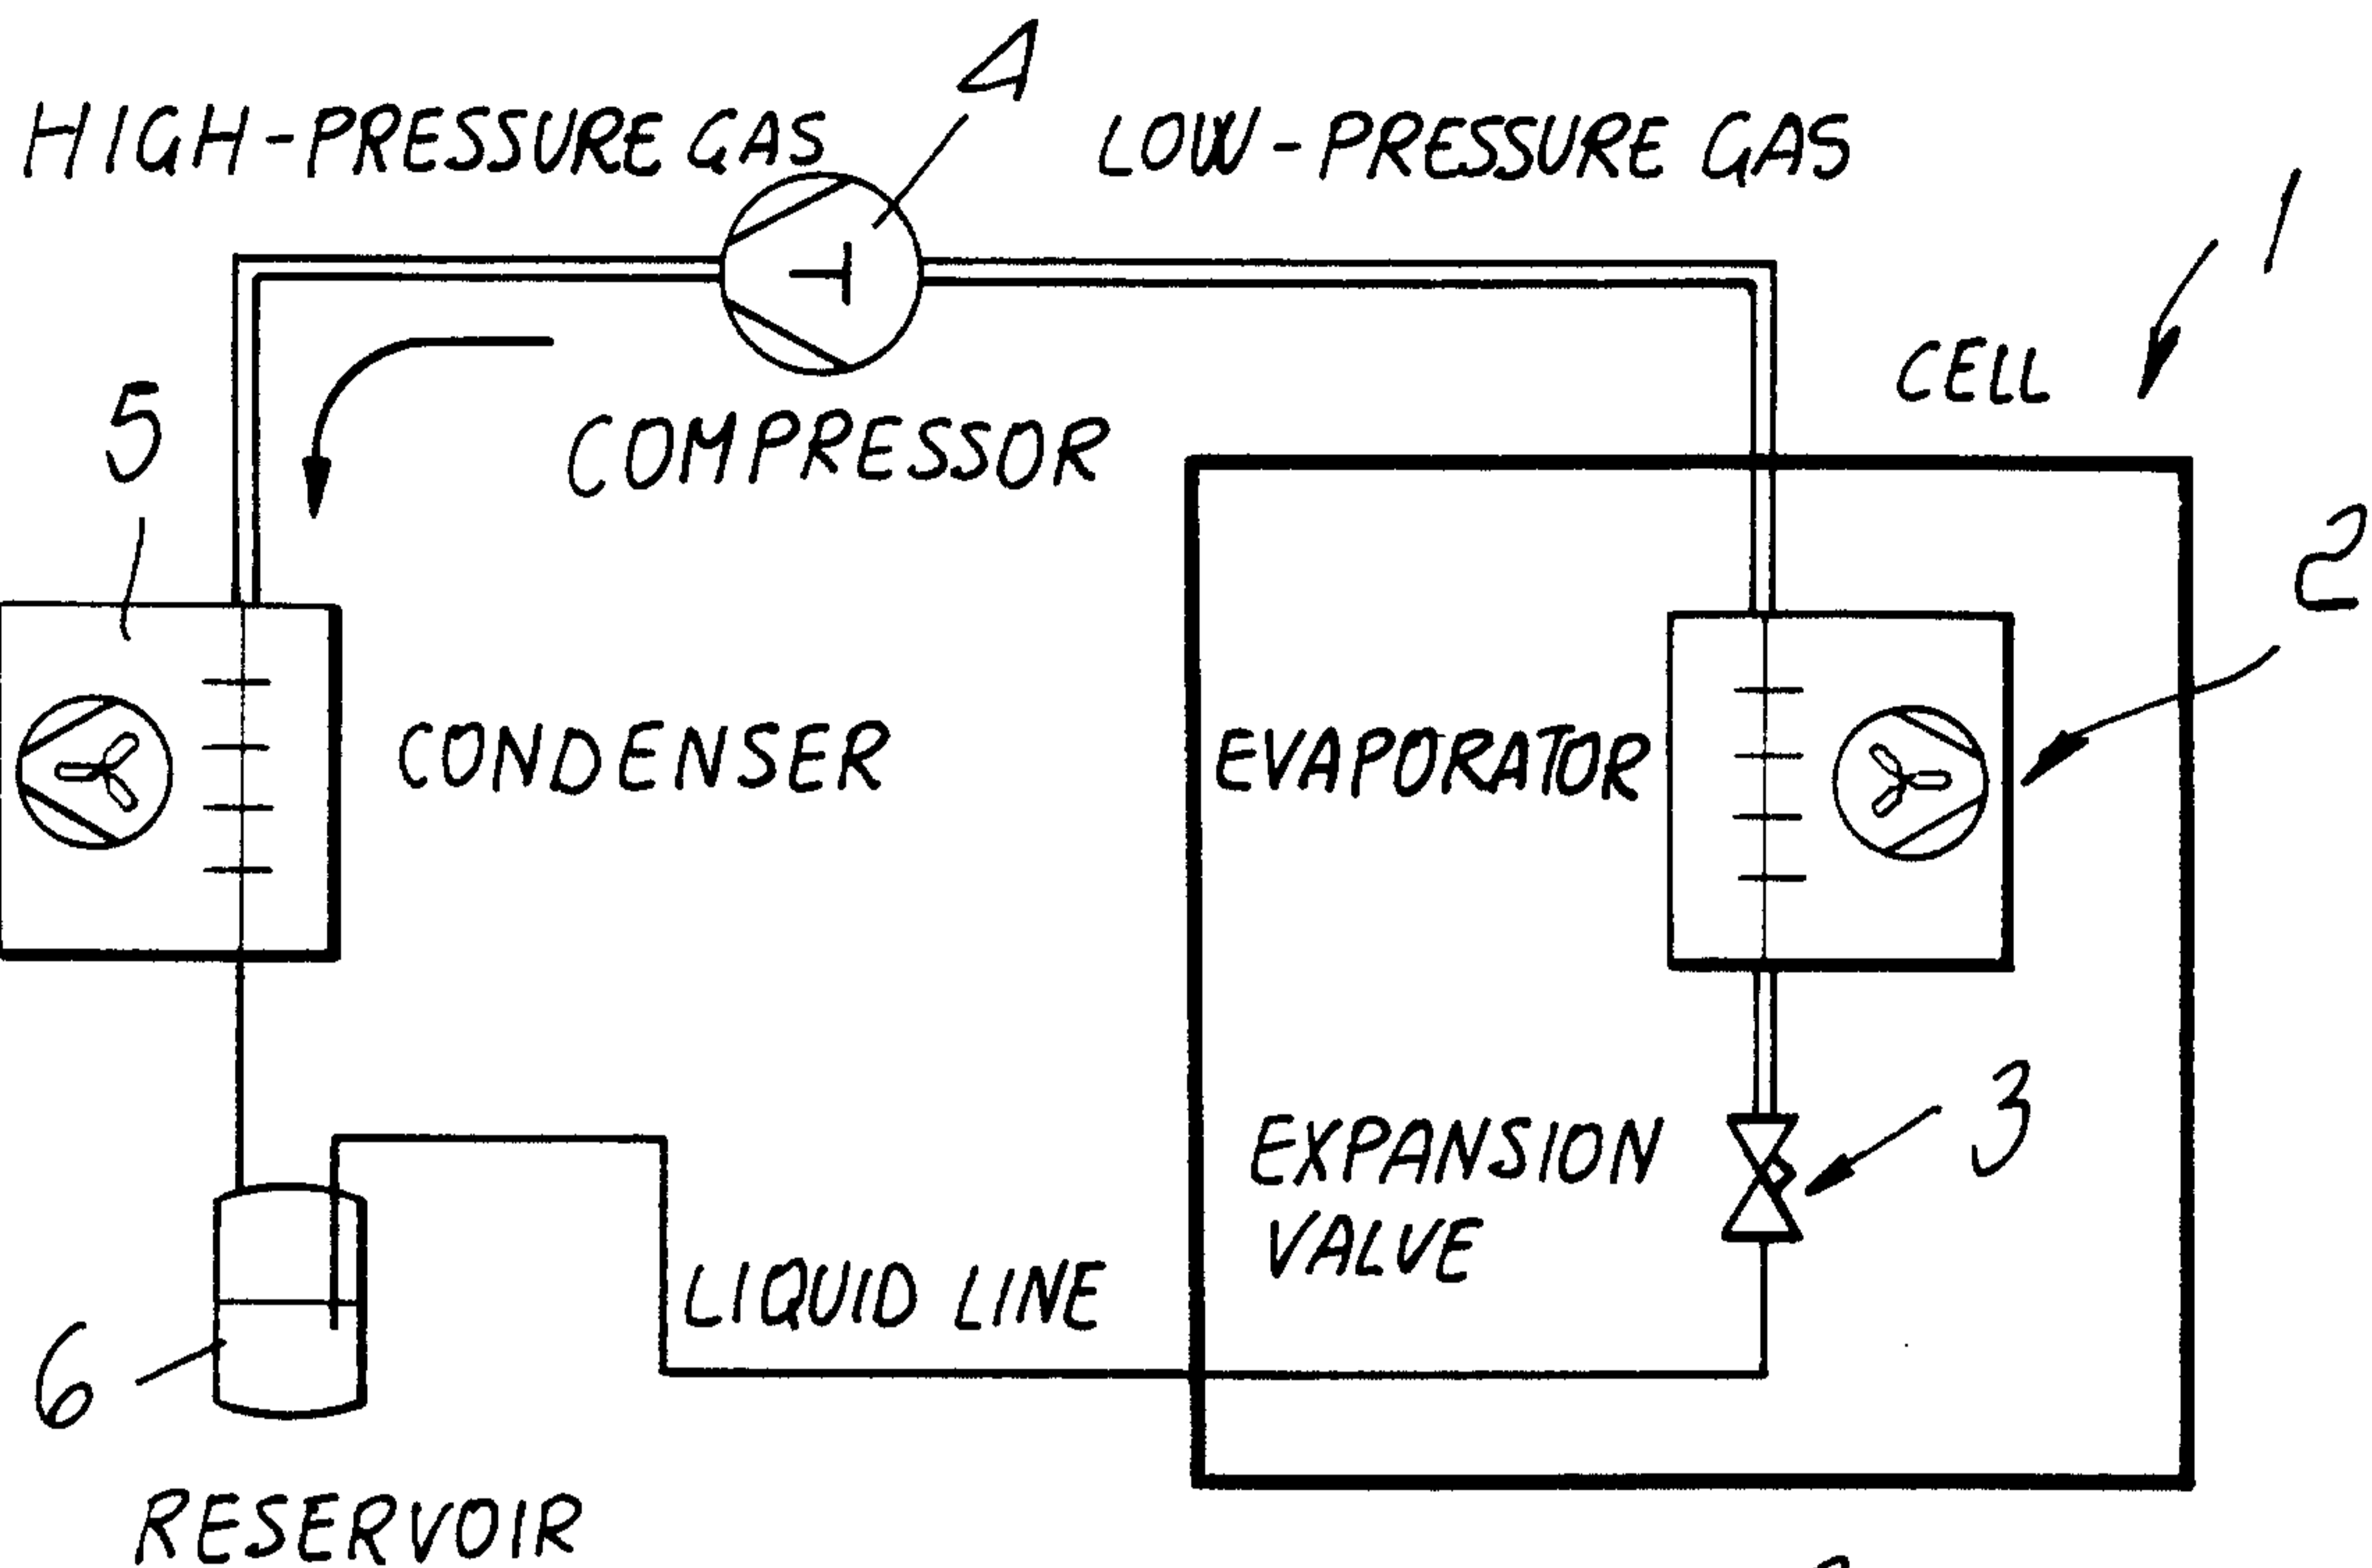 4
HIGH-PRESSURE GAS
LOW-PRESSURE GAS
1
CELL
5
COMPRESSOR
2
CONDENSER
EVAPORATOR
3
EXPANSION
VALVE
LIQUID LINE
6
RESERVOIR